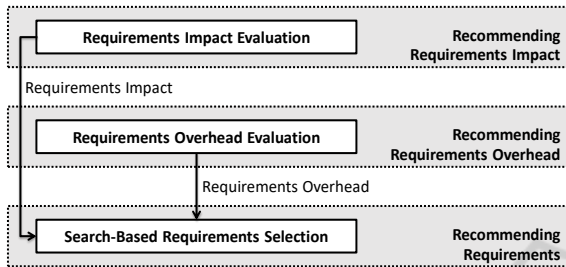 Requirements Impact Evaluation
Recommending
Requirements Impact
Requirements Impact
Requirements Overhead Evaluation
Recommending
Requirements Overhead
Requirements Overhead
Search-Based Requirements Selection
Recommending
Requirements